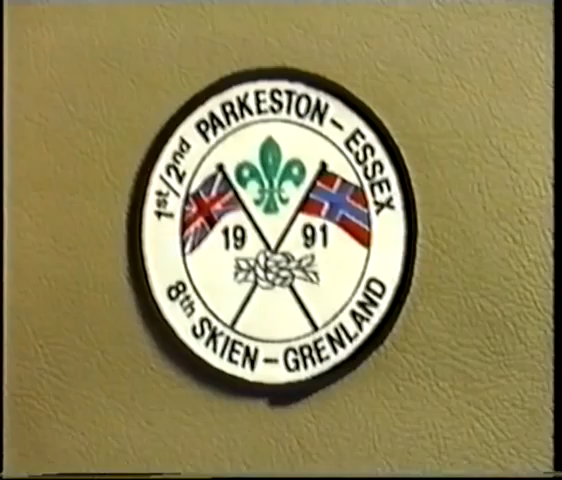 1st/2nd PARKESTON – ESSEX
19 91
8th SKIEN – GRENLAND